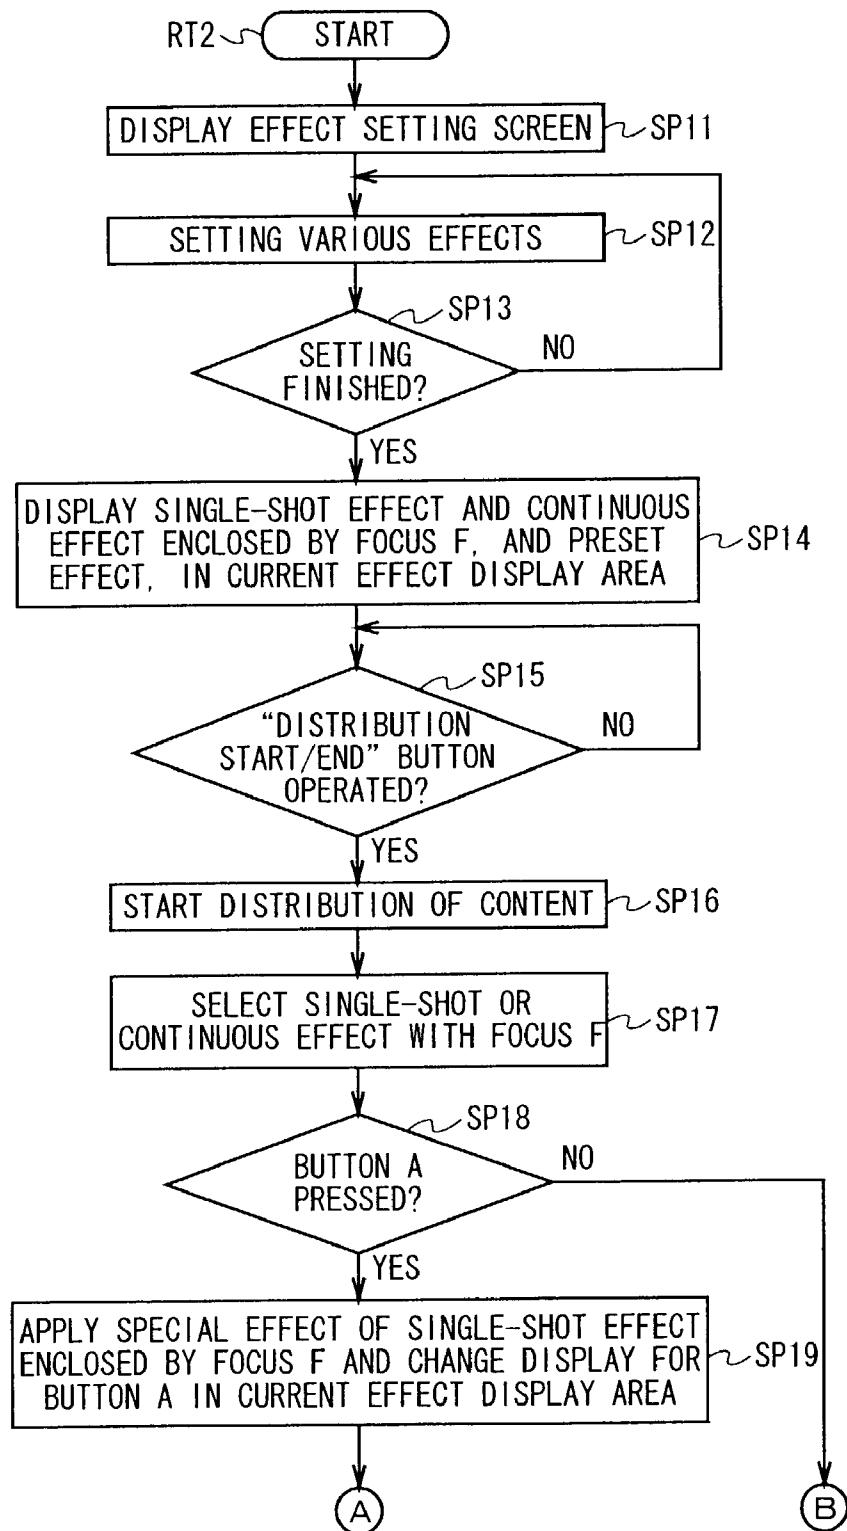 RT2
START
DISPLAY EFFECT SETTING SCREEN
SP11
SETTING VARIOUS EFFECTS
SP12
SP13
SETTING
FINISHED?
NO
YES
DISPLAY SINGLE-SHOT EFFECT AND CONTINUOUS
EFFECT ENCLOSED BY FOCUS F, AND PRESET
EFFECT, IN CURRENT EFFECT DISPLAY AREA
SP14
SP15
“DISTRIBUTION
START/END” BUTTON
OPERATED?
NO
YES
START DISTRIBUTION OF CONTENT
SP16
SELECT SINGLE-SHOT OR
CONTINUOUS EFFECT WITH FOCUS F
SP17
SP18
BUTTON A
PRESSED?
NO
YES
APPLY SPECIAL EFFECT OF SINGLE-SHOT EFFECT
ENCLOSED BY FOCUS F AND CHANGE DISPLAY FOR
BUTTON A IN CURRENT EFFECT DISPLAY AREA
SP19
A
B